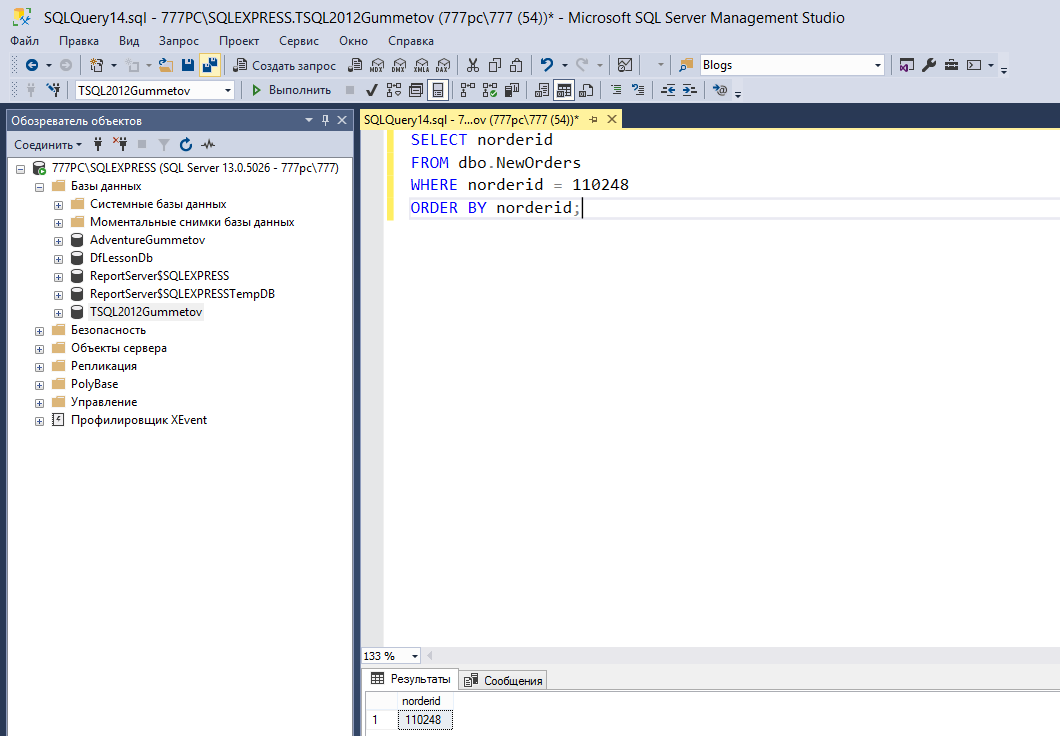 SQLQuery14.sql - 777PC\SQLEXPRESS.TSQL2012Gummetov (777pc\777 (54))* - Microsoft SQL Server Management Studio
Файл Правка Вид Запрос Проект Сервис Окно Справка
Создать запрос MDX DMX XMLA DAX Blogs
TSQL2012Gummetov Выполнить
Обозреватель объектов
SQLQuery14.sql - 7...ov (777pc\777 (54))*
Соединить
777PC\SQLEXPRESS (SQL Server 13.0.5026 - 777pc\777)
Базы данных
Системные базы данных
Моментальные снимки базы данных
AdventureGummetov
DfLessonDb
ReportServer$SQLEXPRESS
ReportServer$SQLEXPRESSTempDB
TSQL2012Gummetov
Безопасность
Объекты сервера
Репликация
PolyBase
Управление
Профилировщик XEvent
SELECT norderid
FROM dbo.NewOrders
WHERE norderid = 110248
ORDER BY norderid;
133 %
Результаты Сообщения
norderid
1 110248